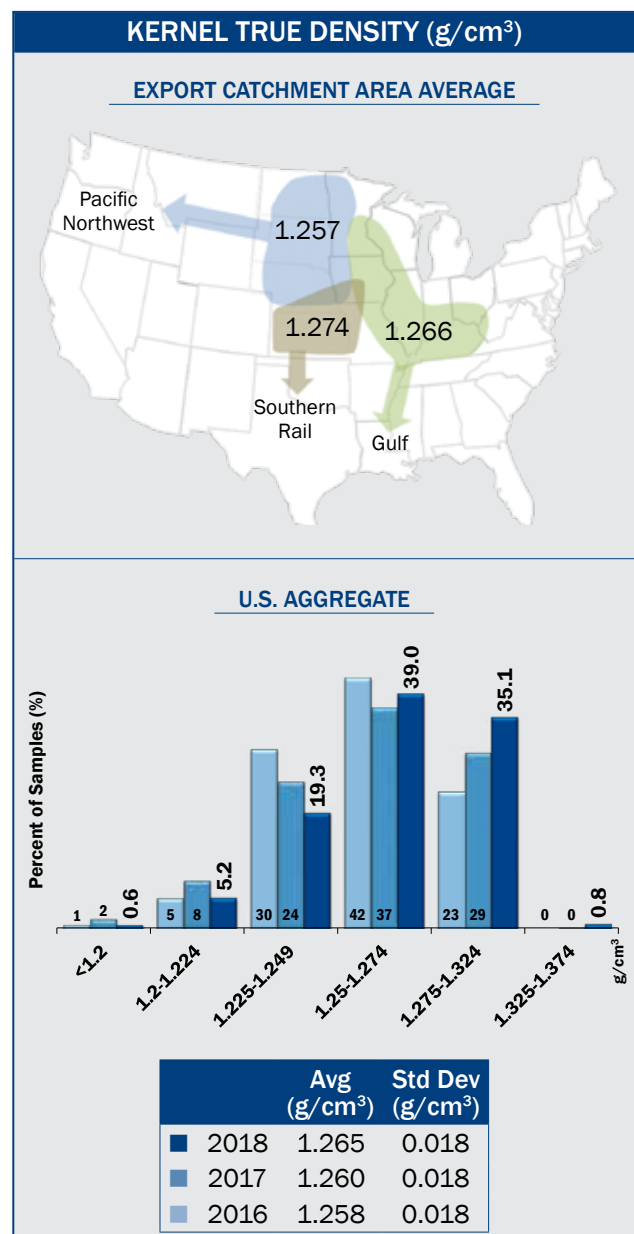 KERNEL TRUE DENSITY (g/cm³)
EXPORT CATCHMENT AREA AVERAGE
Pacific
Northwest
1.257
1.274
1.266
Southern
Rail
Gulf
U.S. AGGREGATE
Percent of Samples (%)
1 2 0.6
5 8 5.2
30 24 19.3
42 37 39.0
23 29 35.1
0 0 0.8
<1.2 1.2-1.224 1.225-1.249 1.25-1.274 1.275-1.324 1.325-1.374 g/cm³
Avg Std Dev
(g/cm³) (g/cm³)
2018 1.265 0.018
2017 1.260 0.018
2016 1.258 0.018